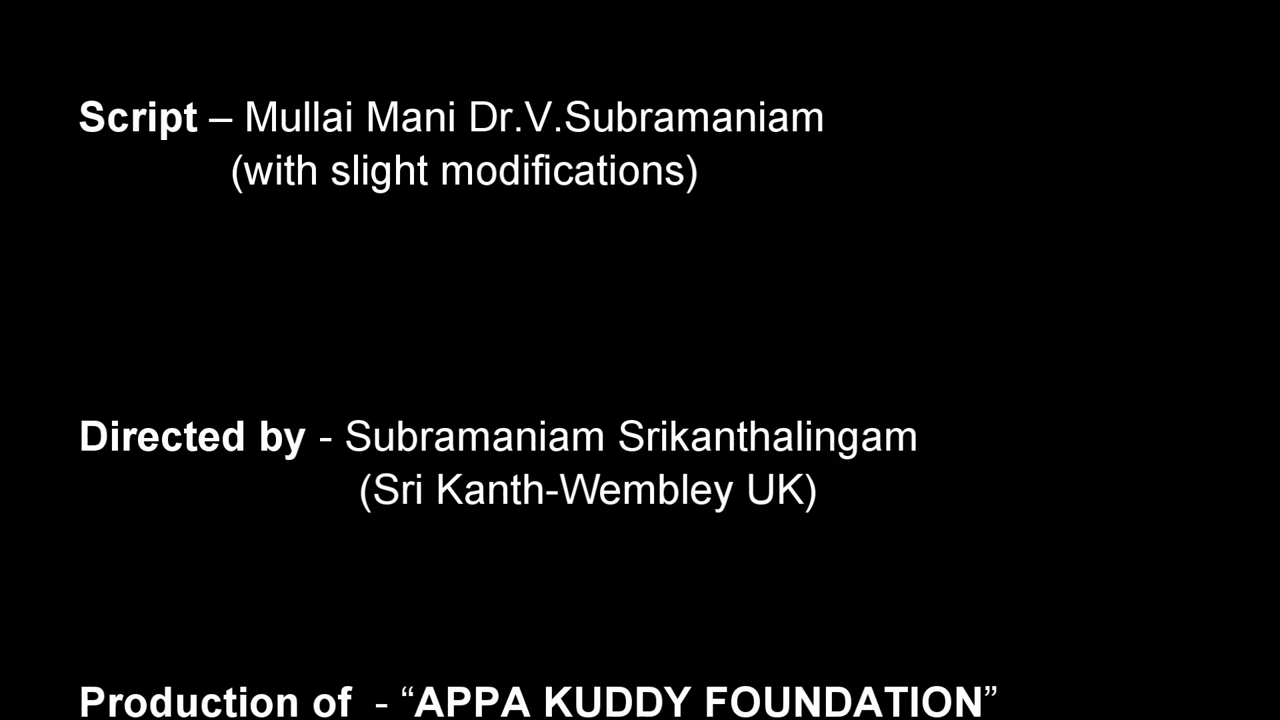 Script – Mullai Mani Dr.V.Subramaniam
(with slight modifications)
Directed by - Subramaniam Srikanthalingam
(Sri Kanth-Wembley UK)
Production of - “APPA KUDDY FOUNDATION”